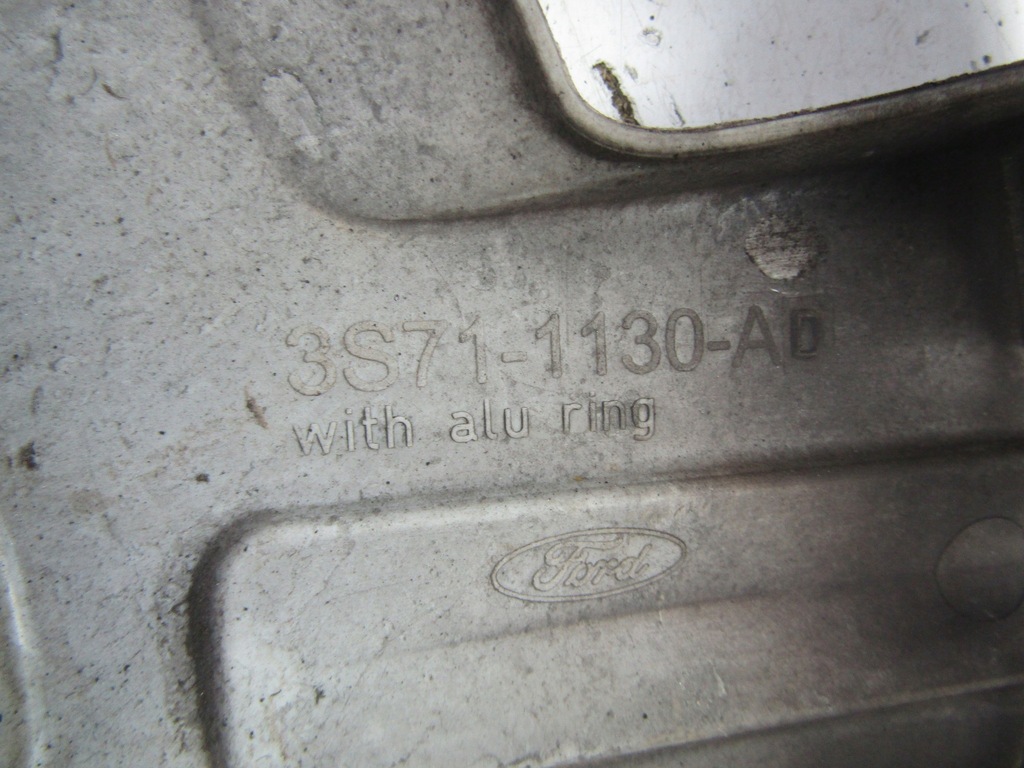 3S71-1130-AD
with alu ring
Ford